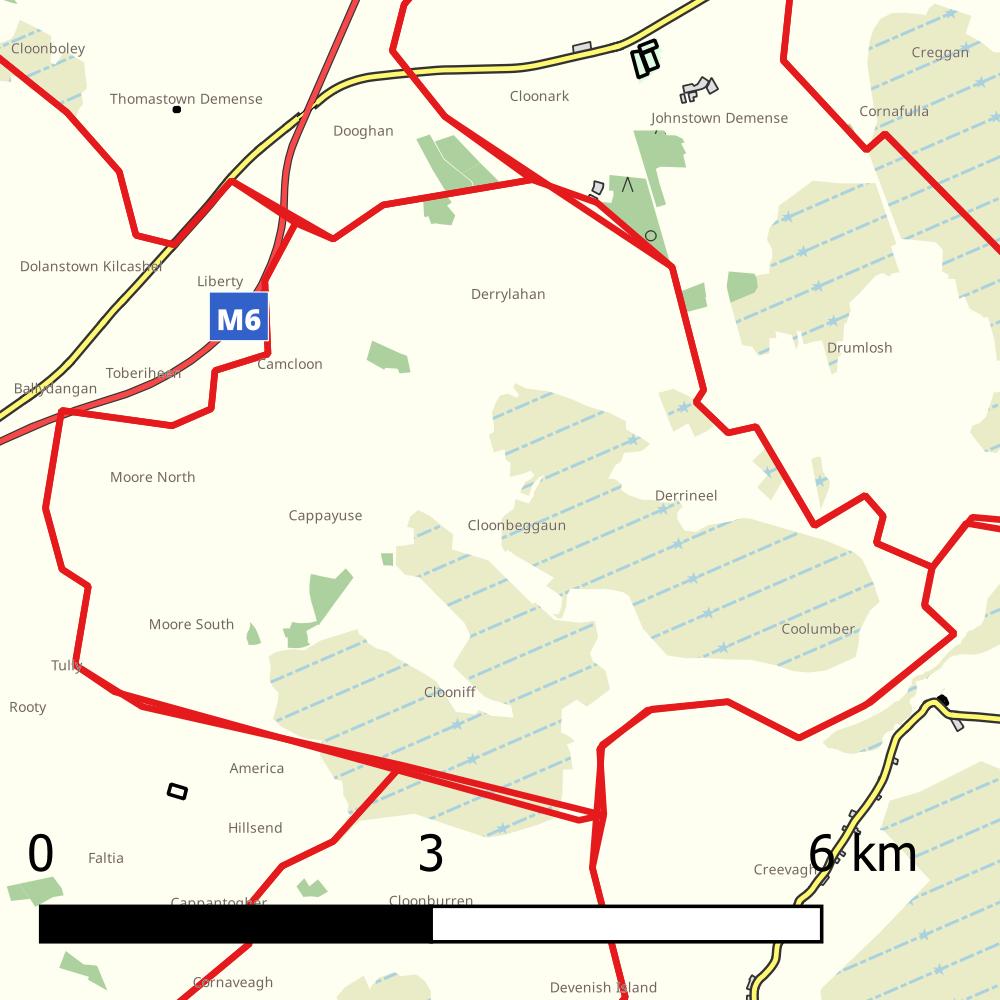 Cloonboley
Creggan
Thomastown Demense
Cloonark
Cornafulla
Johnstown Demense
Dooghan
Dolanstown Kilcashel
Liberty
Derrylahan
M6
Drumlosh
Camcloon
Toberiheen
Ballydangan
Moore North
Derrineel
Cappayuse
Cloonbeggaun
Moore South
Coolumber
Tully
Clooniff
Rooty
America
Hillsend
0
3
6 km
Faltia
Creevagh
Cappantogher
Cloonburren
Cornaveagh
Devenish Island